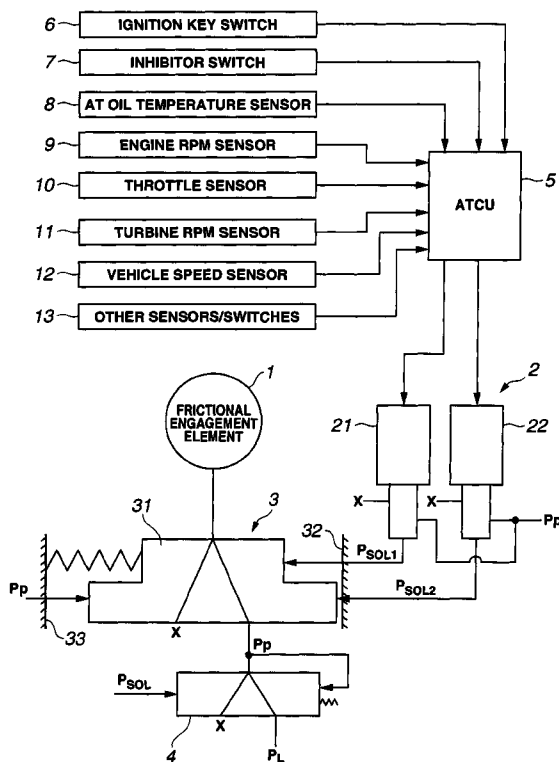 6 IGNITION KEY SWITCH
7 INHIBITOR SWITCH
8 AT OIL TEMPERATURE SENSOR
9 ENGINE RPM SENSOR
10 THROTTLE SENSOR
11 TURBINE RPM SENSOR
12 VEHICLE SPEED SENSOR
13 OTHER SENSORS/SWITCHES
ATCU
5
1
FRICTIONAL
ENGAGEMENT
ELEMENT
2
21
22
X
X
Pp
31
3
32
PSOL1
PSOL2
Pp
33
X
Pp
PSOL
X
4
PL